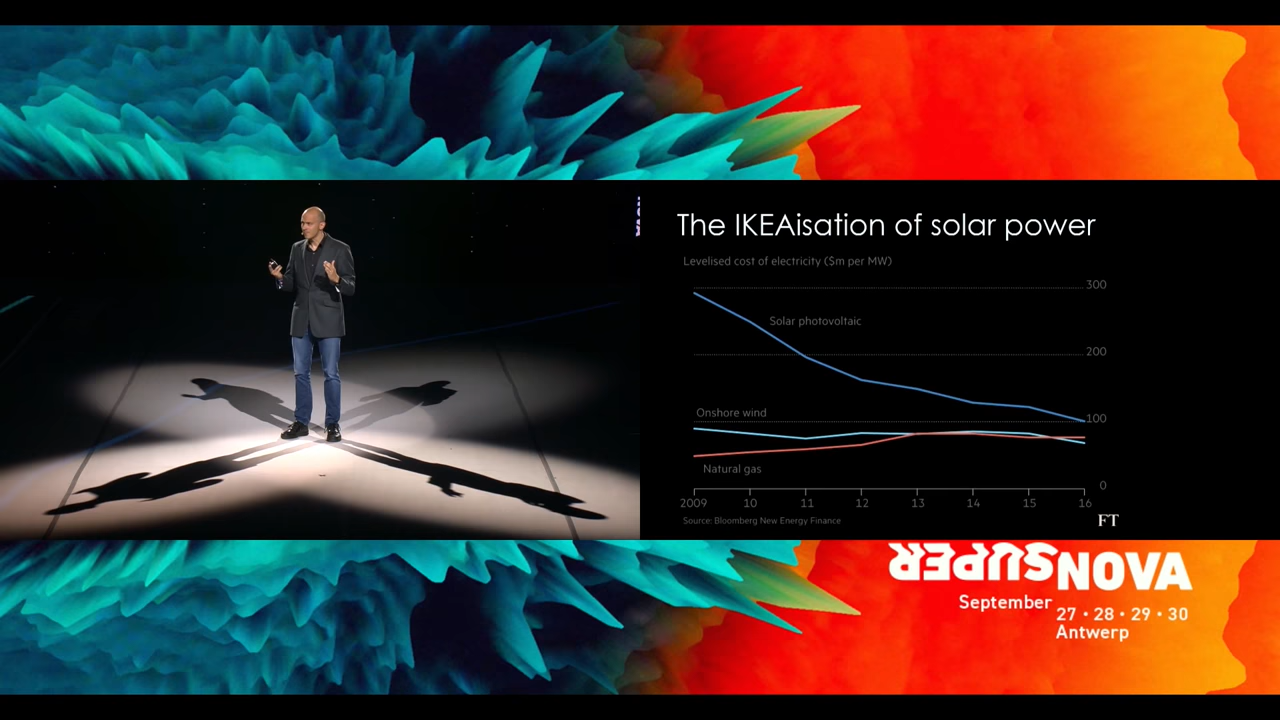 The IKEAisation of solar power
Levelised cost of electricity ($m per MW)
300
Solar photovoltaic
200
Onshore wind
100
Natural gas
0
2009 10 11 12 13 14 15 16
Source: Bloomberg New Energy Finance
FT
SUPERNOVA
September
27 · 28 · 29 · 30
Antwerp